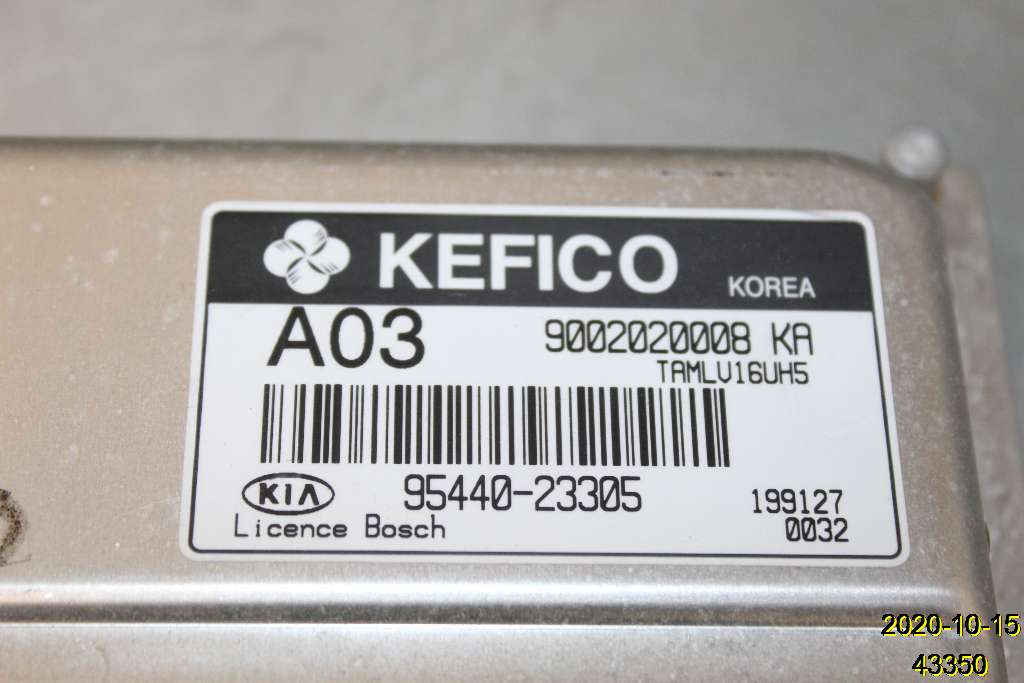 KEFICO KOREA
A03 9002020008 KA
TAMLV16UH5
95440-23305
KIA
Licence Bosch
199127
0032
2020-10-15
43350